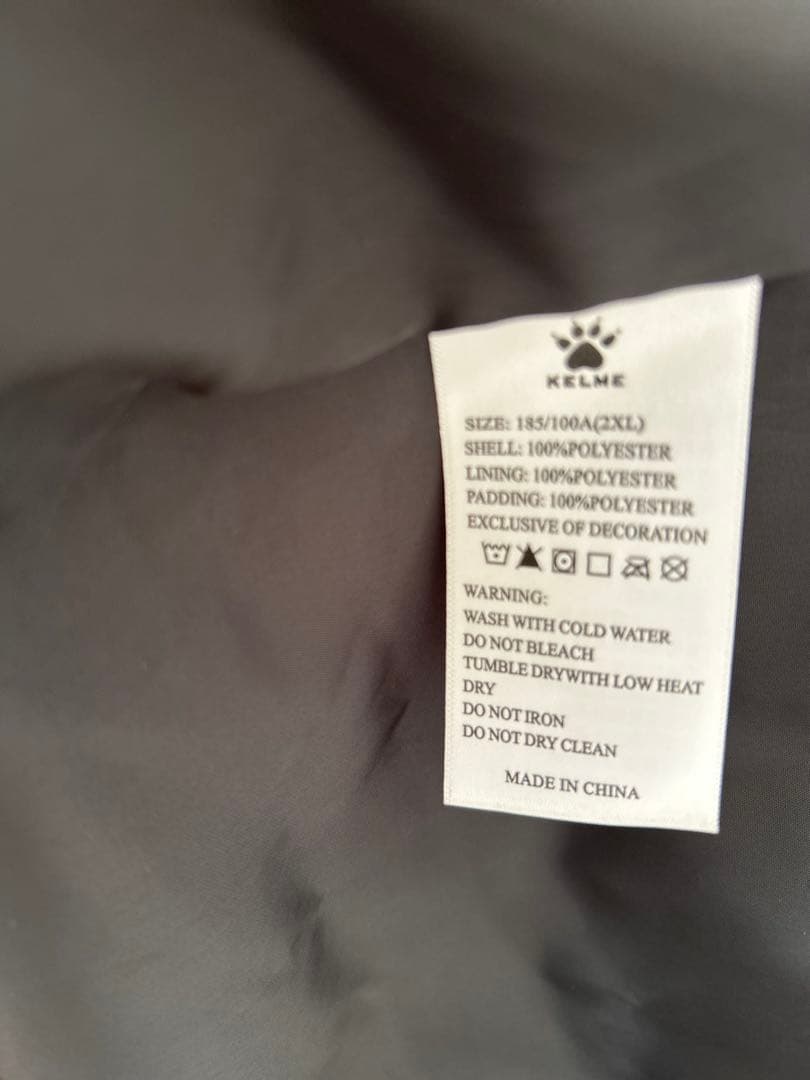 KELME
SIZE: 185/100A(2XL)
SHELL: 100%POLYESTER
LINING: 100%POLYESTER
PADDING: 100%POLYESTER
EXCLUSIVE OF DECORATION
WARNING:
WASH WITH COLD WATER
DO NOT BLEACH
TUMBLE DRYWITH LOW HEAT
DRY
DO NOT IRON
DO NOT DRY CLEAN
MADE IN CHINA